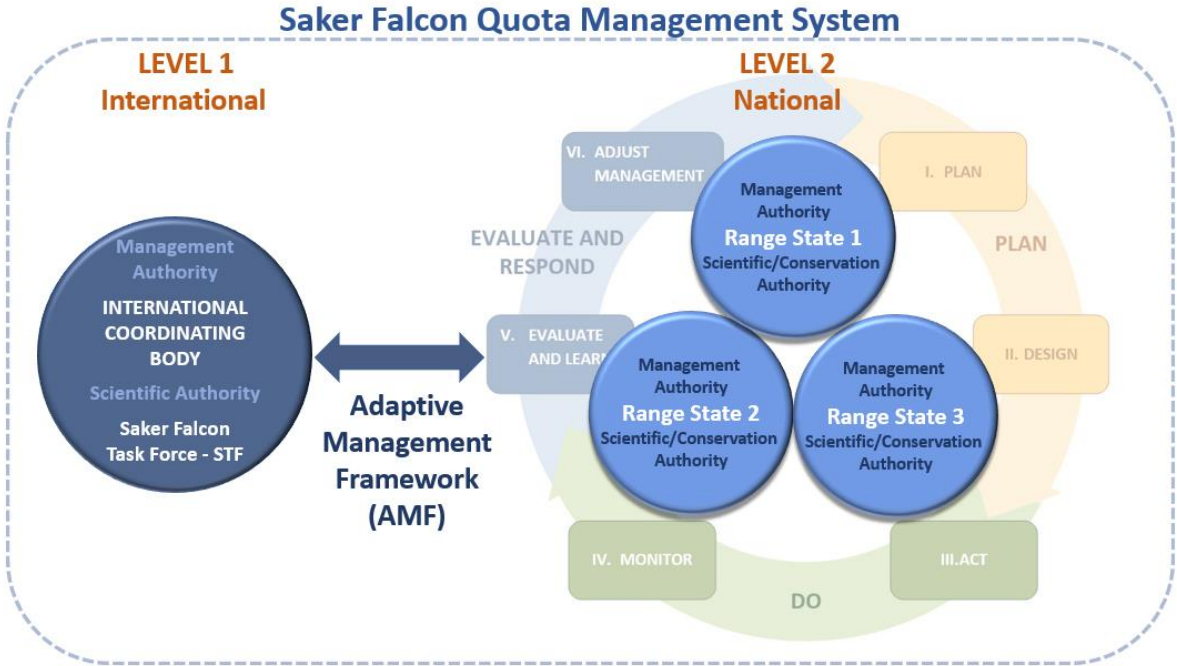 Saker Falcon Quota Management System
LEVEL 1
International
Management
Authority
INTERNATIONAL
COORDINATING
BODY
Scientific Authority
Saker Falcon
Task Force - STF
Adaptive
Management
Framework
(AMF)
LEVEL 2
National
VI. ADJUST
MANAGEMENT
I. PLAN
EVALUATE AND
RESPOND
PLAN
Management
Authority
Range State 1
Scientific/Conservation
Authority
V. EVALUATE
AND LEARN
II. DESIGN
Management
Authority
Range State 2
Scientific/Conservation
Authority
Management
Authority
Range State 3
Scientific/Conservation
Authority
IV. MONITOR
III.ACT
DO